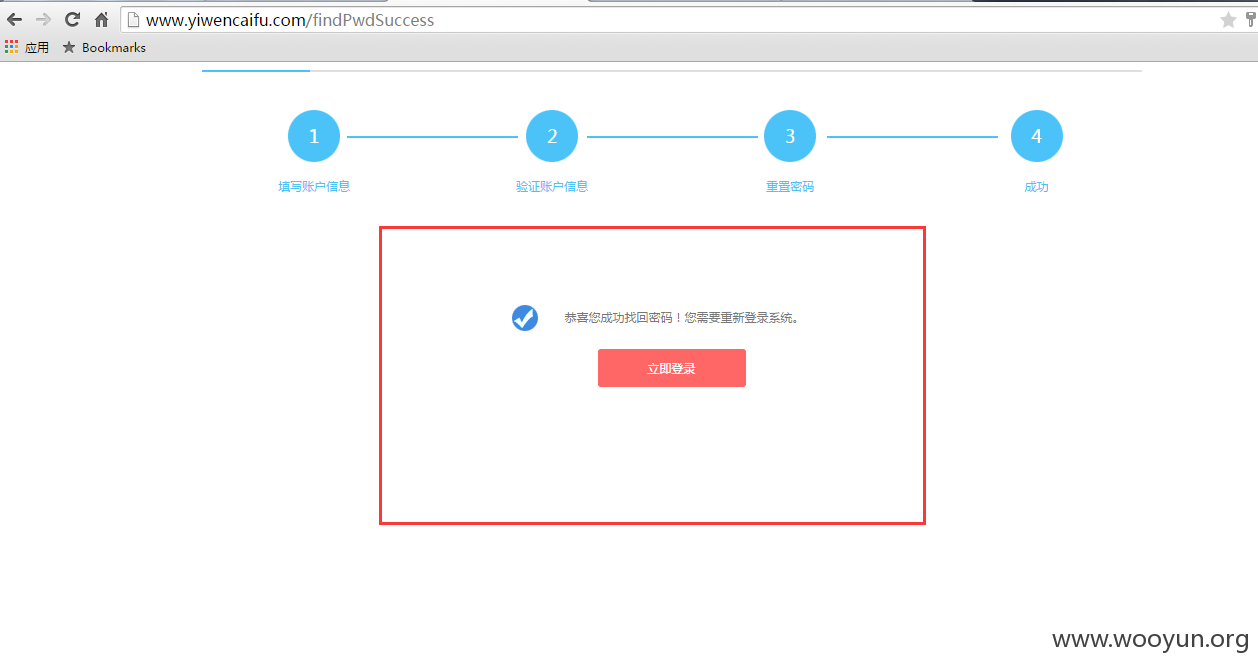 www.yiwencaifu.com/findPwdSuccess
应用 Bookmarks
1 2 3 4
填写账户信息 验证账户信息 重置密码 成功
恭喜您成功找回密码！您需要重新登录系统。
立即登录
www.wooyun.org